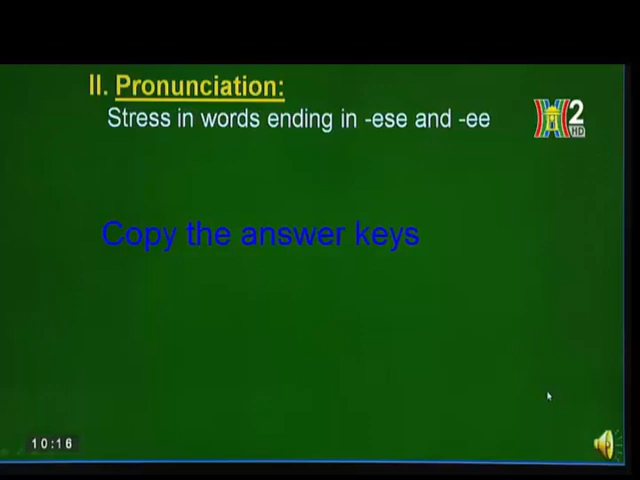 II. Pronunciation:
Stress in words ending in -ese and -ee
H 2
HD
Copy the answer keys
10:16